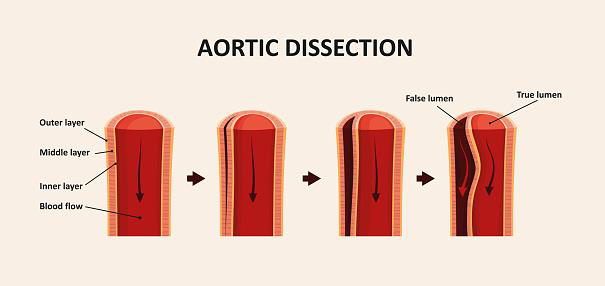 AORTIC DISSECTION
False lumen
True lumen
Outer layer
Middle layer
Inner layer
Blood flow